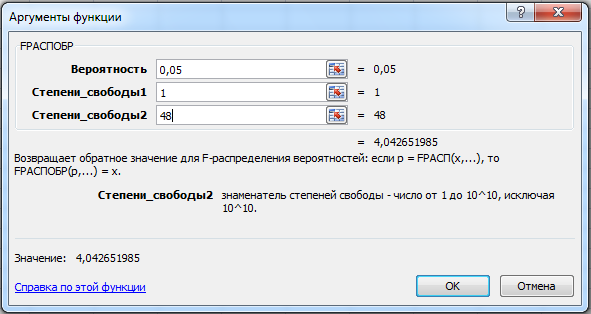 Аргументы функции
?
FРАСПОБР
Вероятность 0,05 = 0,05
Степени_свободы1 1 = 1
Степени_свободы2 48 = 48
= 4,042651985
Возвращает обратное значение для F-распределения вероятностей: если p = FРАСП(x,...), то
FРАСПОБР(p,...) = x.
Степени_свободы2 знаменатель степеней свободы - число от 1 до 10^10, исключая
10^10.
Значение: 4,042651985
Справка по этой функции
ОК
Отмена